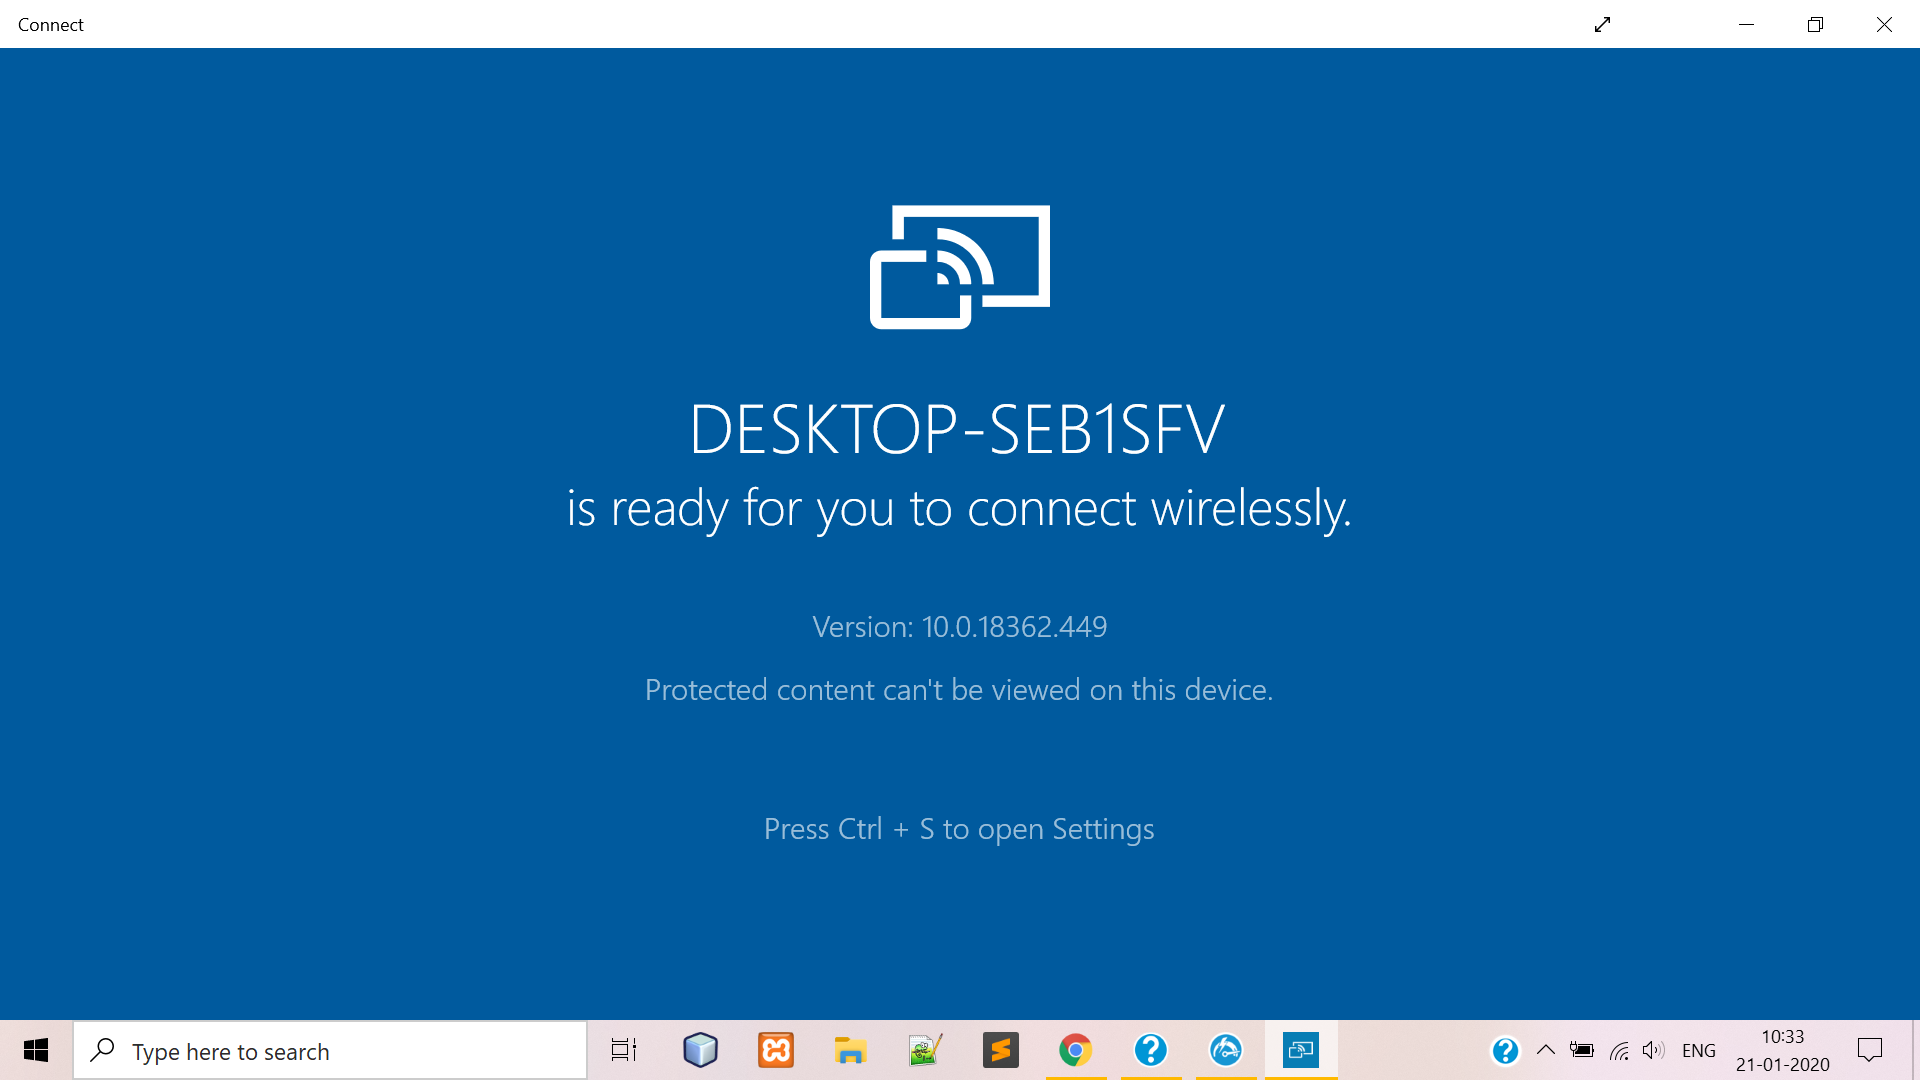 Connect
DESKTOP-SEB1SFV
is ready for you to connect wirelessly.
Version: 10.0.18362.449
Protected content can't be viewed on this device.
Press Ctrl + S to open Settings
Type here to search
ENG
10:33
21-01-2020